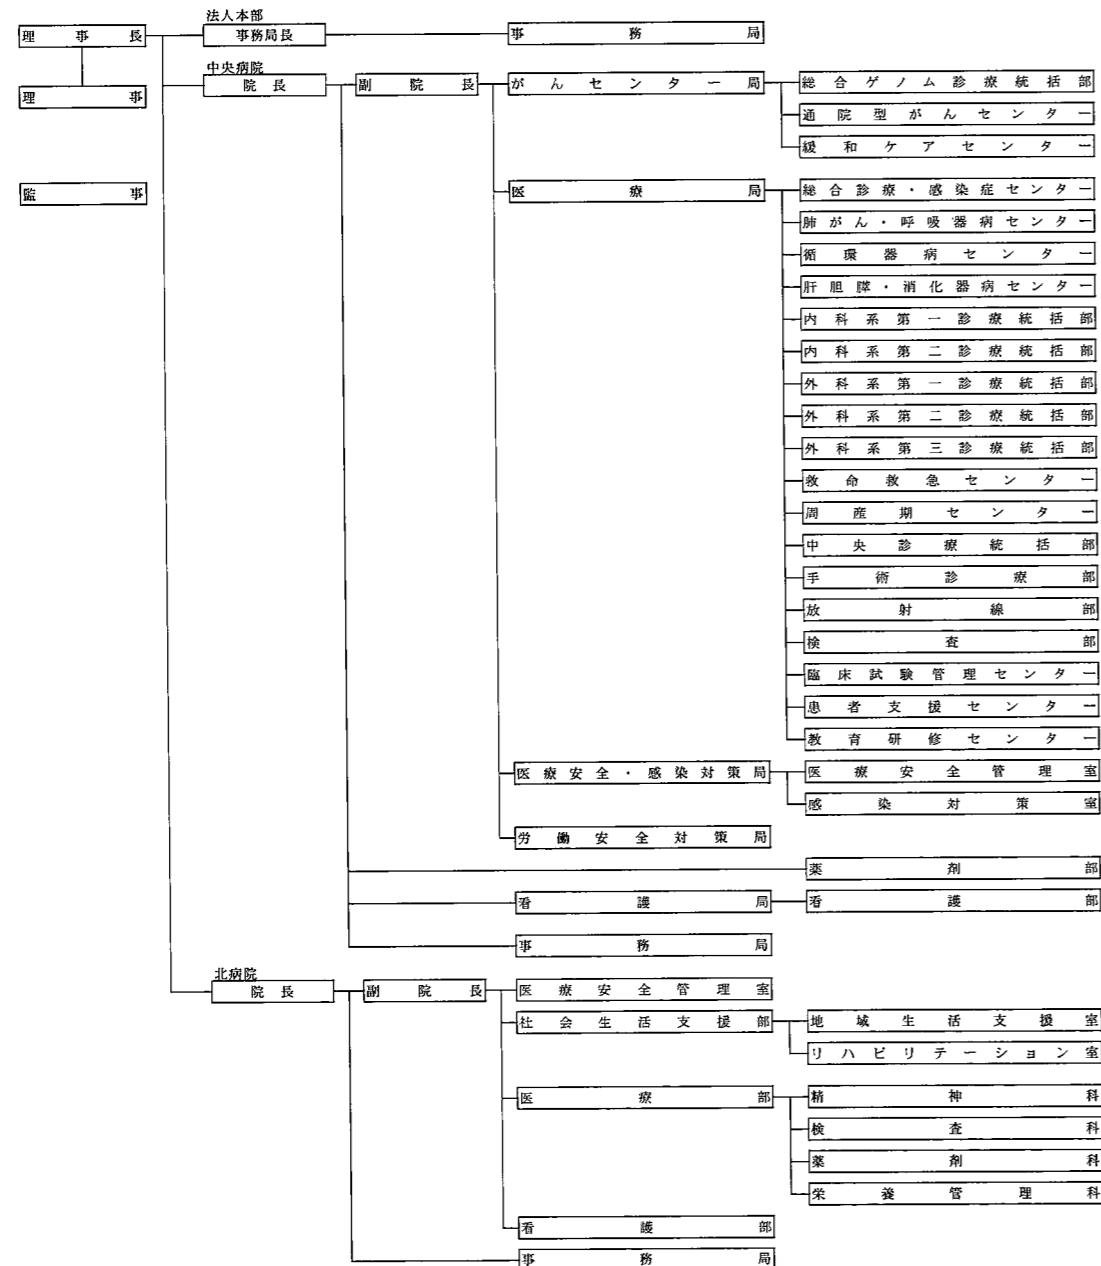 法人本部
理事長 事務局長 事務局
中央病院
院長 副院長 がんセンター局 総合ゲノム診療統括部
理事
通院型がんセンター
緩和ケアセンター
監事 医療局 総合診療・感染症センター
肺がん・呼吸器病センター
循環器病センター
肝胆膵・消化器病センター
内科系第一診療統括部
内科系第二診療統括部
外科系第一診療統括部
外科系第二診療統括部
外科系第三診療統括部
救命救急センター
周産期センター
中央診療統括部
手術診療部
放射線部
検査部
臨床試験管理センター
患者支援センター
教育研修センター
医療安全・感染対策局 医療安全管理室
感染対策室
労働安全対策局
薬剤部
看護局 看護部
事務局
北病院
院長 副院長 医療安全管理室
社会生活支援部 地域生活支援室
リハビリテーション室
医療部 精神科
検査科
薬剤科
栄養管理科
看護部
事務局